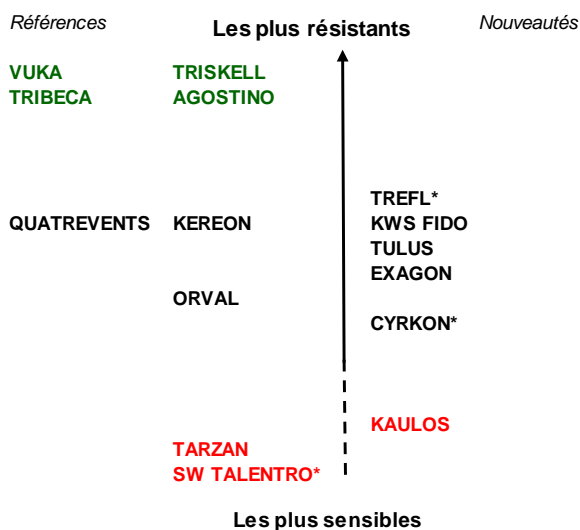 Références Les plus résistants Nouveautés
VUKA TRISKELL
TRIBECA AGOSTINO
TREFL*
QUATREVENTS KEREON KWS FIDO
TULUS
EXAGON
ORVAL
CYRKON*
KAULOS
TARZAN
SW TALENTRO*
Les plus sensibles